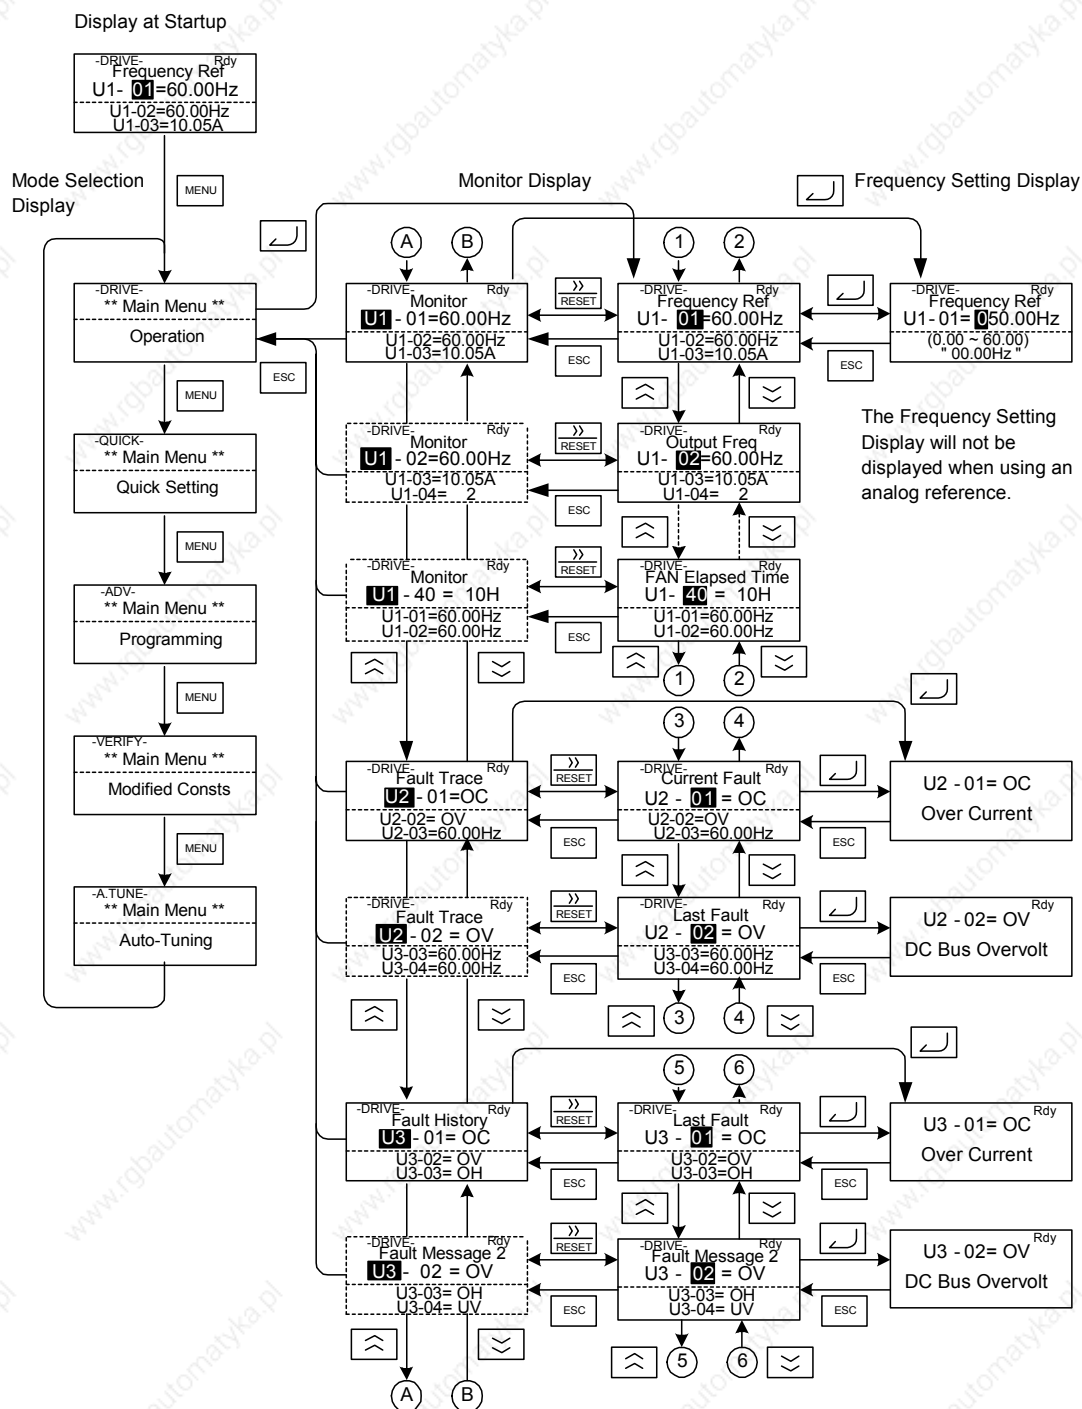 Display at Startup
-DRIVE- Rdy
Frequency Ref
U1- 01=60.00Hz
U1-02=60.00Hz
U1-03=10.05A
Mode Selection
Display
MENU
Monitor Display
Frequency Setting Display
A
B
1
2
-DRIVE-
** Main Menu **
Operation
-DRIVE- Rdy
Monitor
U1 - 01=60.00Hz
U1-02=60.00Hz
U1-03=10.05A
>>
RESET
ESC
-DRIVE- Rdy
Frequency Ref
U1- 01=60.00Hz
U1-02=60.00Hz
U1-03=10.05A
ESC
-DRIVE- Rdy
Frequency Ref
U1-01= 050.00Hz
(0.00 ~ 60.00)
" 00.00Hz "
ESC
MENU
The Frequency Setting
Display will not be
displayed when using an
analog reference.
-QUICK-
** Main Menu **
Quick Setting
-DRIVE- Rdy
Monitor
U1 - 02=60.00Hz
U1-03=10.05A
U1-04= 2
>>
RESET
ESC
-DRIVE- Rdy
Output Freq
U1- 02=60.00Hz
U1-03=10.05A
U1-04= 2
MENU
-ADV-
** Main Menu **
Programming
-DRIVE- Rdy
Monitor
U1 - 40 = 10H
U1-01=60.00Hz
U1-02=60.00Hz
>>
RESET
ESC
-DRIVE- Rdy
FAN Elapsed Time
U1- 40 = 10H
U1-01=60.00Hz
U1-02=60.00Hz
1
2
MENU
3
4
-VERIFY-
** Main Menu **
Modified Consts
-DRIVE- Rdy
Fault Trace
U2 - 01=OC
U2-02= OV
U2-03=60.00Hz
>>
RESET
ESC
-DRIVE- Rdy
Current Fault
U2 - 01 = OC
U2-02=OV
U2-03=60.00Hz
ESC
U2 - 01= OC
Over Current
MENU
-A.TUNE-
** Main Menu **
Auto-Tuning
-DRIVE- Rdy
Fault Trace
U2 - 02 = OV
U3-03=60.00Hz
U3-04=60.00Hz
>>
RESET
ESC
-DRIVE- Rdy
Last Fault
U2 - 02 = OV
U3-03=60.00Hz
U3-04=60.00Hz
ESC
Rdy
U2 - 02= OV
DC Bus Overvolt
3
4
5
6
-DRIVE- Rdy
Fault History
U3 - 01= OC
U3-02= OV
U3-03= OH
>>
RESET
ESC
-DRIVE- Rdy
Last Fault
U3 - 01 = OC
U3-02=OV
U3-03=OH
ESC
Rdy
U3 - 01= OC
Over Current
-DRIVE- Rdy
Fault Message 2
U3 - 02 = OV
U3-03= OH
U3-04= UV
>>
RESET
ESC
-DRIVE- Rdy
Fault Message 2
U3 - 02 = OV
U3-03= OH
U3-04= UV
ESC
Rdy
U3 - 02= OV
DC Bus Overvolt
5
6
A
B
www.rgbautomatyka.pl